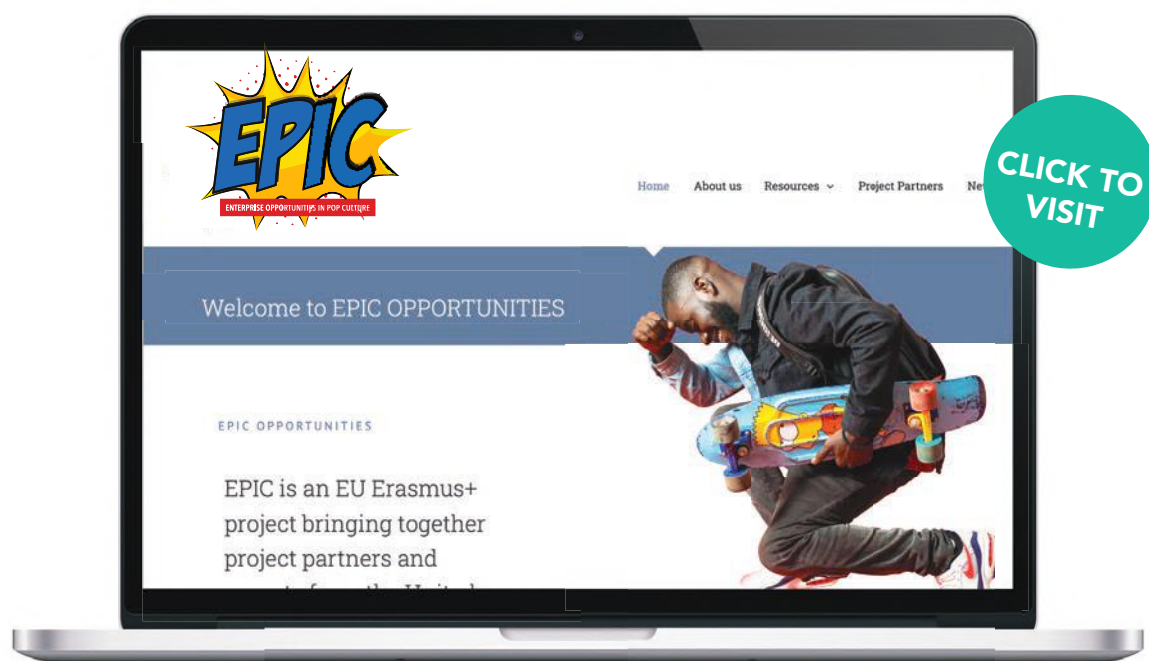 EPIC
ENTERPRISE OPPORTUNITIES IN POP CULTURE
Home About us Resources Project Partners
CLICK TO
VISIT
Welcome to EPIC OPPORTUNITIES
EPIC OPPORTUNITIES
EPIC is an EU Erasmus+
project bringing together
project partners and